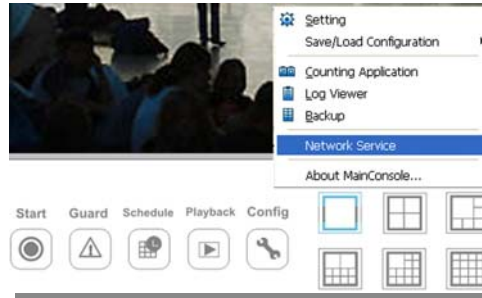 Setting
Save/Load Configuration
Counting Application
Log Viewer
Backup
Network Service
About MainConsole...
Start Guard Schedule Playback Config